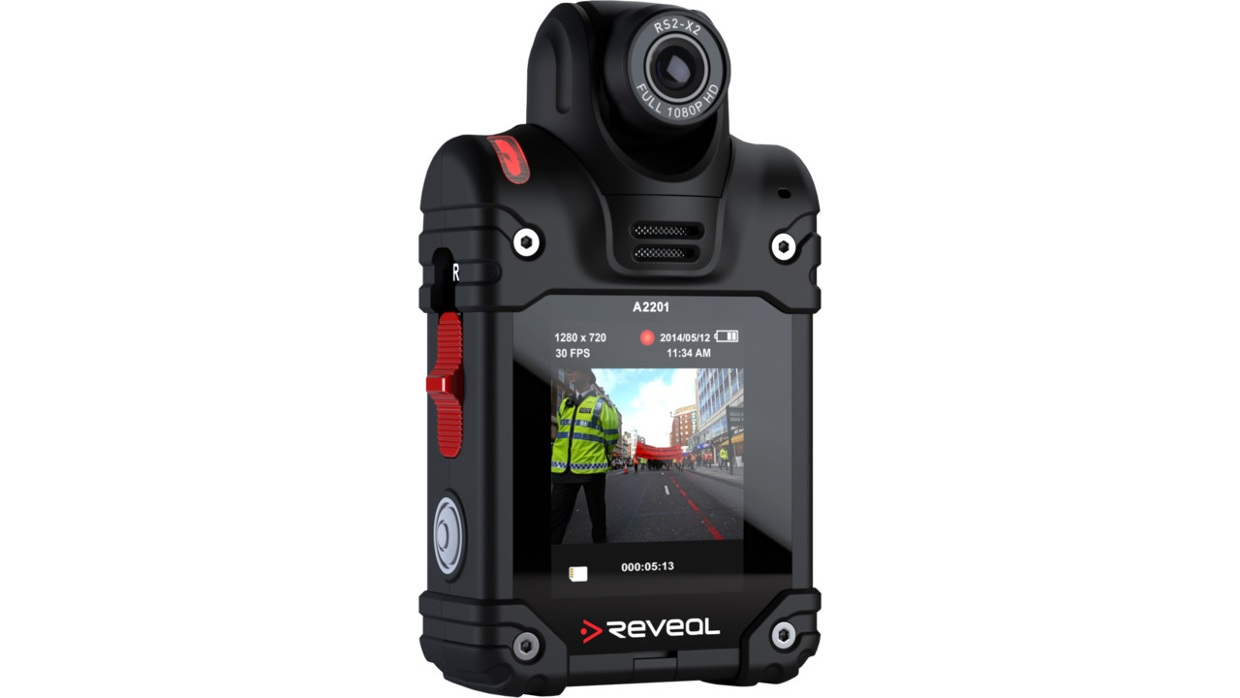 RS2-X2
FULL 1080P HD
R
A2201
1280 x 720
2014/05/12
30 FPS
11:34 AM
000:05:13
REVEAL